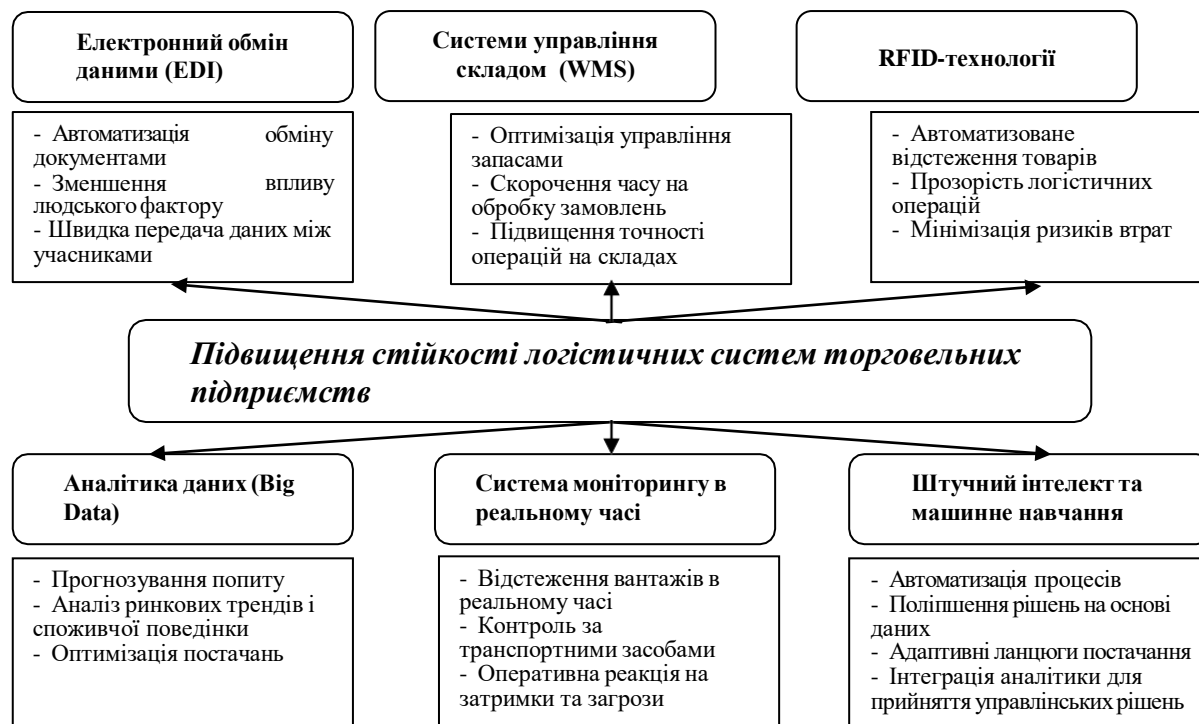 Електронний обмін
даними (EDI)
Системи управління
складом (WMS)
RFID-технології
- Автоматизація обміну
документами
- Зменшення впливу
людського фактору
- Швидка передача даних між
учасниками
- Оптимізація управління
запасами
- Скорочення часу на
обробку замовлень
- Підвищення точності
операцій на складах
- Автоматизоване
відстеження товарів
- Прозорість логістичних
операцій
- Мінімізація ризиків втрат
Підвищення стійкості логістичних систем торговельних
підприємств
Аналітика даних (Big
Data)
Система моніторингу в
реальному часі
Штучний інтелект та
машинне навчання
- Прогнозування попиту
- Аналіз ринкових трендів і
споживчої поведінки
- Оптимізація постачань
- Відстеження вантажів в
реальному часі
- Контроль за
транспортними засобами
- Оперативна реакція на
затримки та загрози
- Автоматизація процесів
- Поліпшення рішень на основі
даних
- Адаптивні ланцюги постачання
- Інтеграція аналітики для
прийняття управлінських рішень